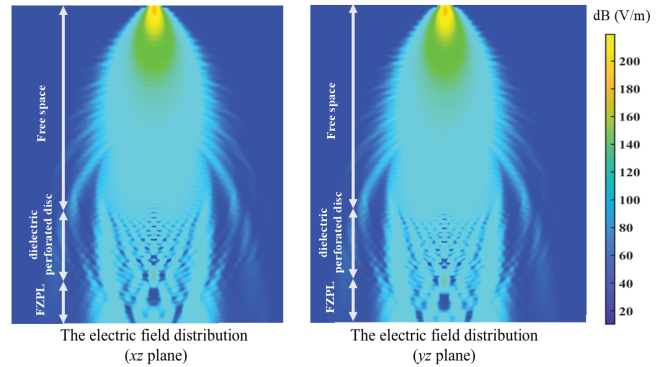 dB (V/m)
Free space
dielectric
perforated disc
FZPL
Free space
dielectric
perforated disc
FZPL
200
180
160
140
120
100
80
60
40
20
The electric field distribution
(xz plane)
The electric field distribution
(yz plane)